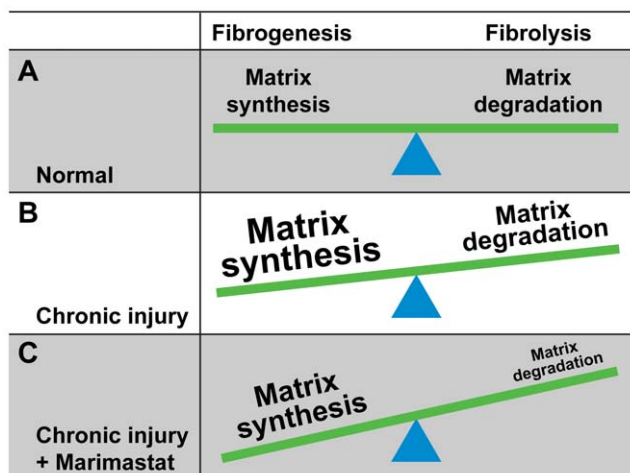 Fibrogenesis Fibrolysis
A
Matrix
synthesis
Matrix
degradation
Normal
B
Matrix
synthesis
Matrix
degradation
Chronic injury
C
Matrix
synthesis
Matrix
degradation
Chronic injury
+ Marimastat